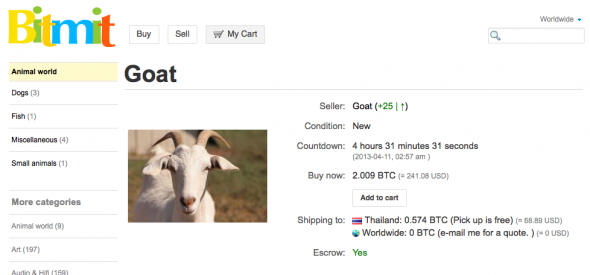 Bitmit
Buy
Sell
My Cart
Worldwide
Animal world
Dogs (3)
Fish (1)
Miscellaneous (4)
Small animals (1)
More categories
Animal world (9)
Art (197)
Audio & Hifi (159)
Goat
Seller: Goat (+25 | ↑)
Condition: New
Countdown: 4 hours 31 minutes 31 seconds
(2013-04-11, 02:57 am )
Buy now: 2.009 BTC (≈ 241.08 USD)
Add to cart
Shipping to: Thailand: 0.574 BTC (Pick up is free) (≈ 68.89 USD)
Worldwide: 0 BTC (e-mail me for a quote. ) (≈ 0 USD)
Escrow: Yes